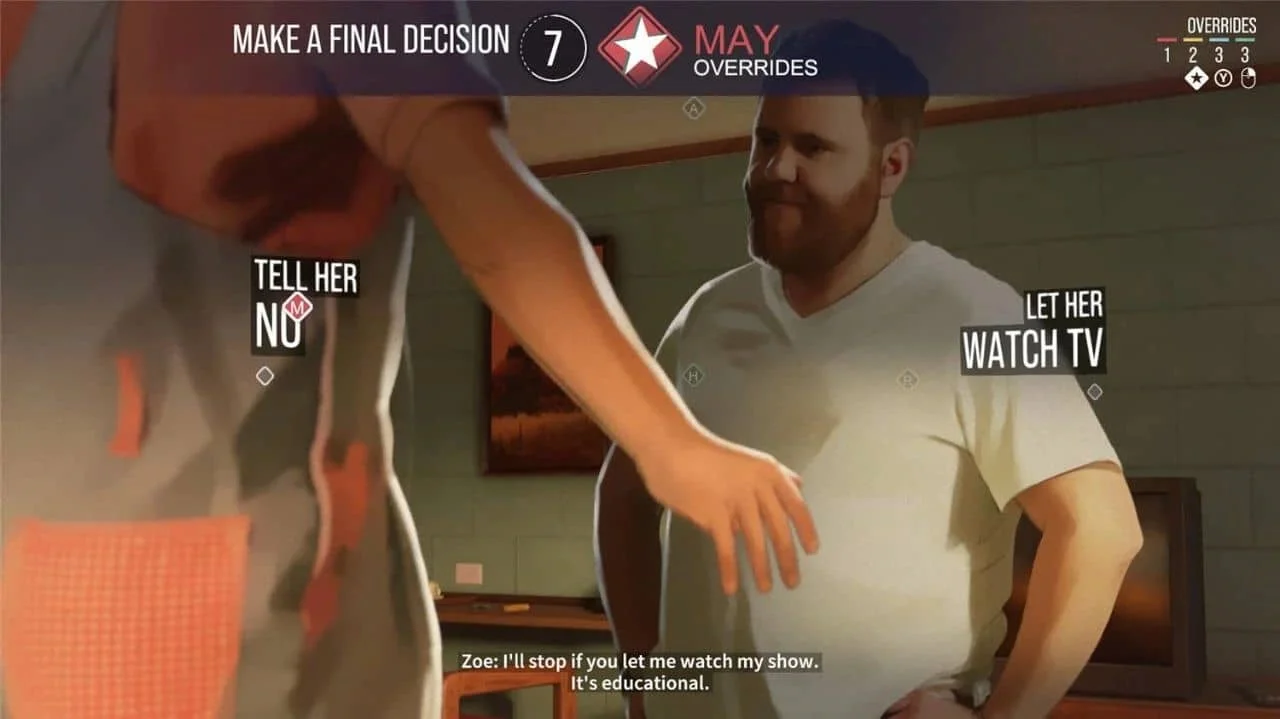 MAKE A FINAL DECISION
7
MAY
OVERRIDES
OVERRIDES
1 2 3 3
Y
A
TELL HER
NO
M
LET HER
WATCH TV
H
R
Zoe: I'll stop if you let me watch my show.
It's educational.